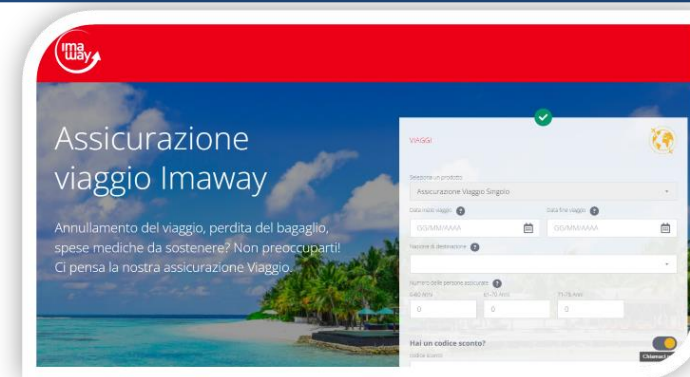 ima
way
Assicurazione
viaggio Imaway
Annullamento del viaggio, perdita del bagaglio,
spese mediche da sostenere? Non preoccuparti!
Ci pensa la nostra assicurazione Viaggio.
VIAGGI
Seleziona un prodotto
Assicurazione Viaggio Singolo
Data inizio viaggio ? Data fine viaggio ?
GG/MM/AAAA GG/MM/AAAA
Nazione di destinazione ?
Numero delle persone assicurate ?
0 0 0
Hai un codice sconto?
Codice sconto